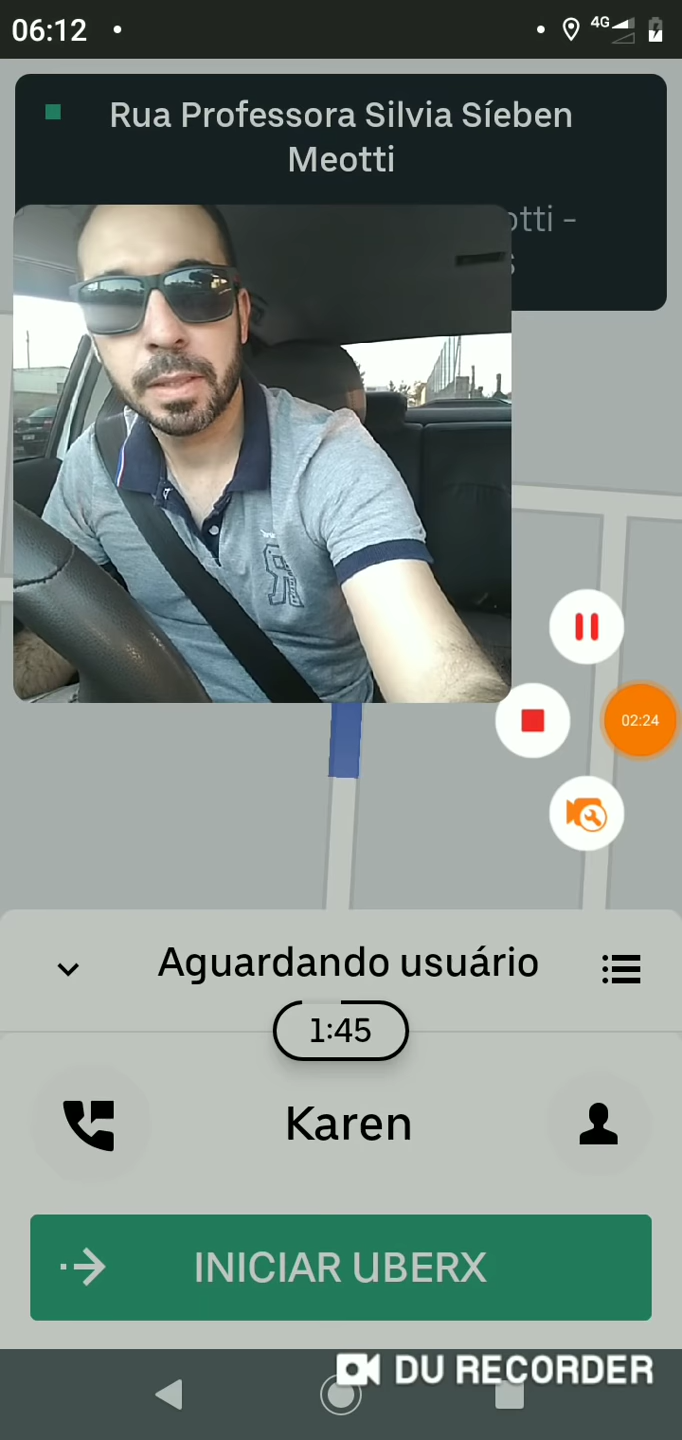 06:12
4G
Rua Professora Silvia Síeben
Meotti
otti -
s
02:24
Aguardando usuário
1:45
Karen
INICIAR UBERX
DU RECORDER